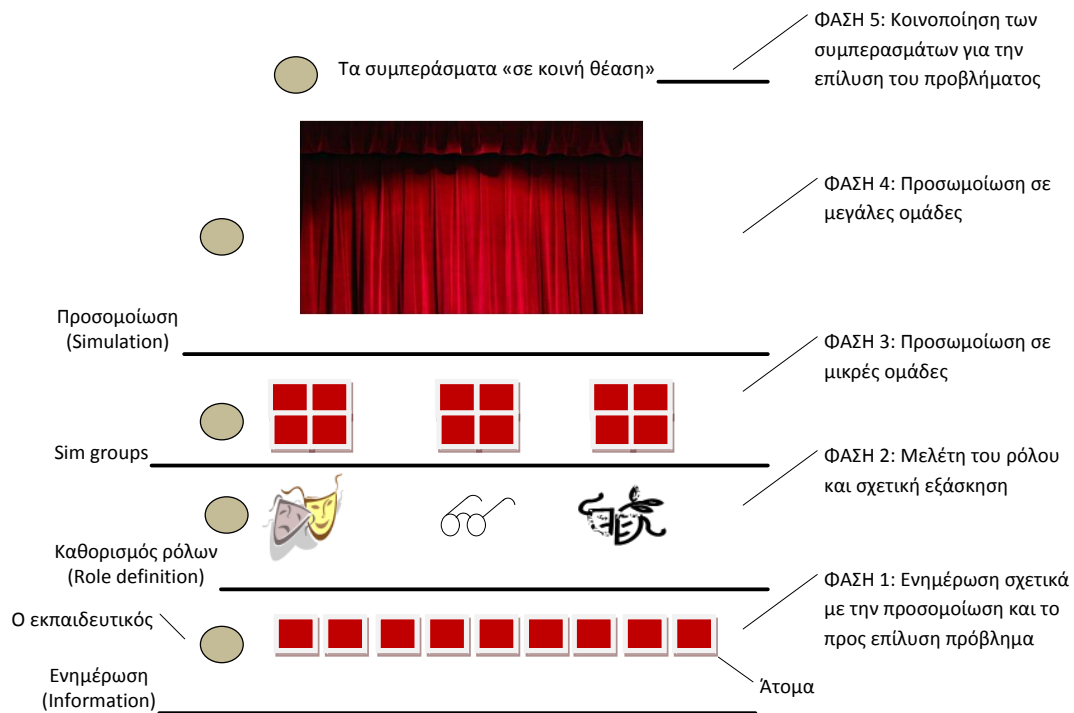 ΦΑΣΗ 5: Κοινοποίηση των
συμπερασμάτων για την
επίλυση του προβλήματος
Τα συμπεράσματα «σε κοινή θέαση»
ΦΑΣΗ 4: Προσωμοίωση σε
μεγάλες ομάδες
Προσομοίωση
(Simulation)
ΦΑΣΗ 3: Προσωμοίωση σε
μικρές ομάδες
Sim groups
ΦΑΣΗ 2: Μελέτη του ρόλου
και σχετική εξάσκηση
Καθορισμός ρόλων
(Role definition)
ΦΑΣΗ 1: Ενημέρωση σχετικά
με την προσομοίωση και το
προς επίλυση πρόβλημα
Ο εκπαιδευτικός
Ενημέρωση
(Information)
Άτομα